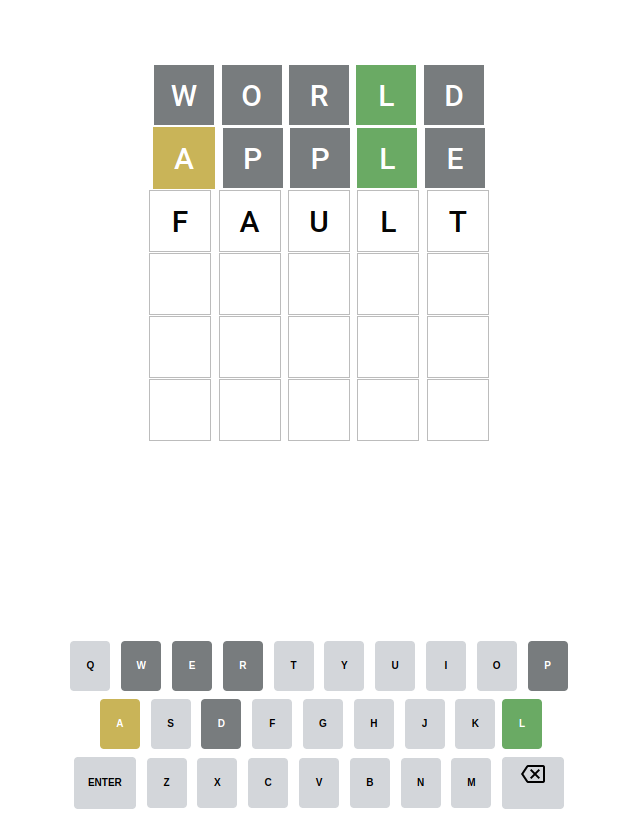 W O R L D
A P P L E
F A U L T
Q W E R T Y U I O P
A S D F G H J K L
ENTER Z X C V B N M